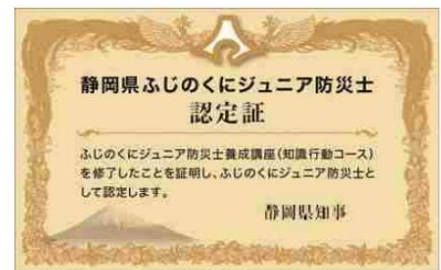 静岡県ふじのくにジュニア防災士
認定証
ふじのくにジュニア防災士養成講座(知識行動コース)
を修了したことを証明し、ふじのくにジュニア防災士と
して認定します。
静岡県知事